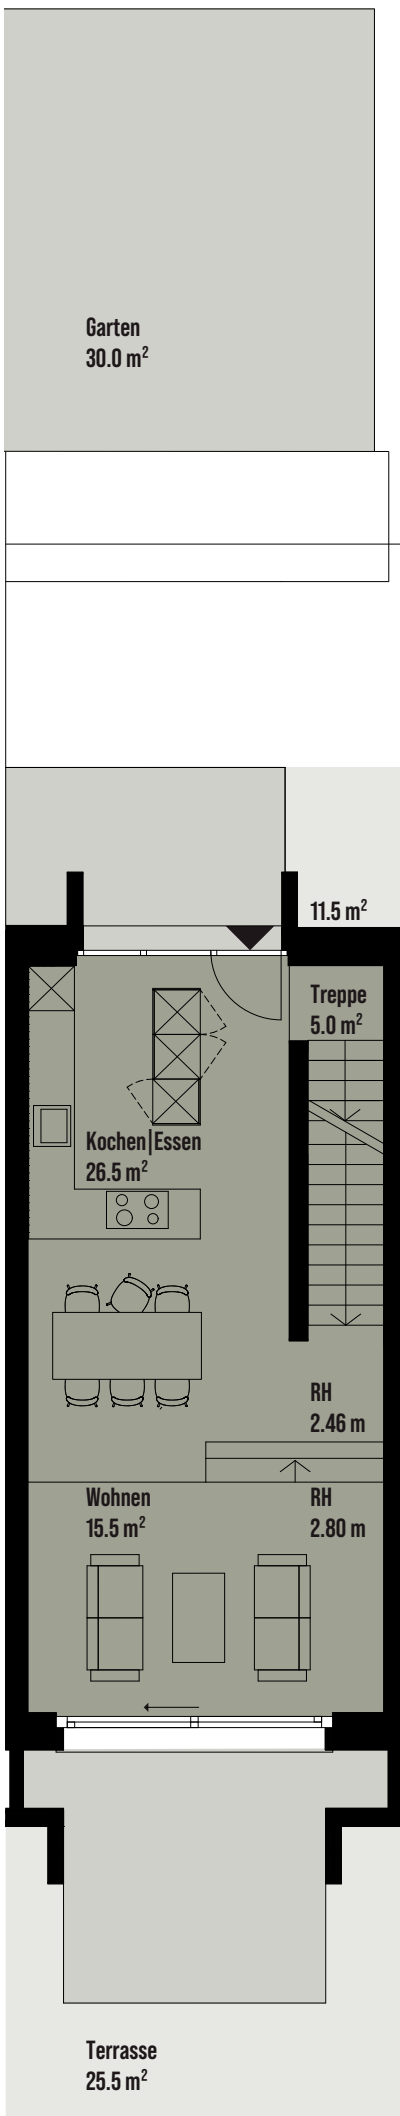 Garten
30.0 m²
11.5 m²
Treppe
5.0 m²
Kochen|Essen
26.5 m²
RH
2.46 m
Wohnen
15.5 m²
RH
2.80 m
Terrasse
25.5 m²